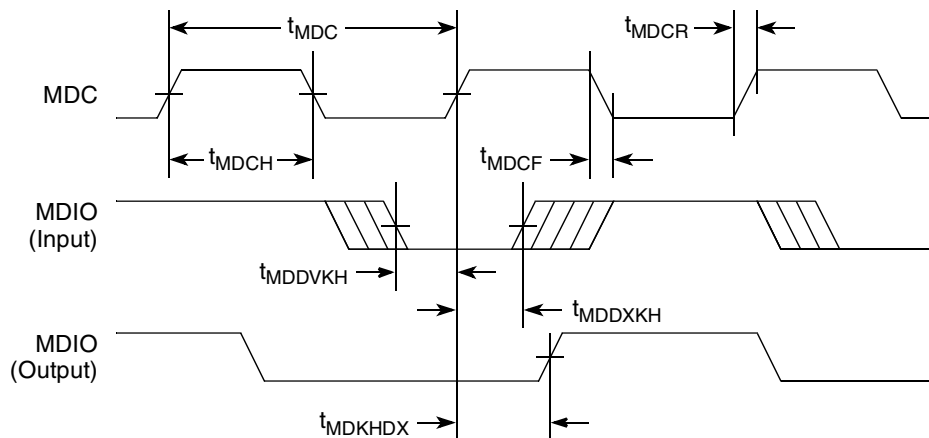 tMDC
tMDCR
MDC
tMDCH
tMDCF
MDIO
(Input)
tMDDVKH
tMDDXKH
MDIO
(Output)
tMDKHDX